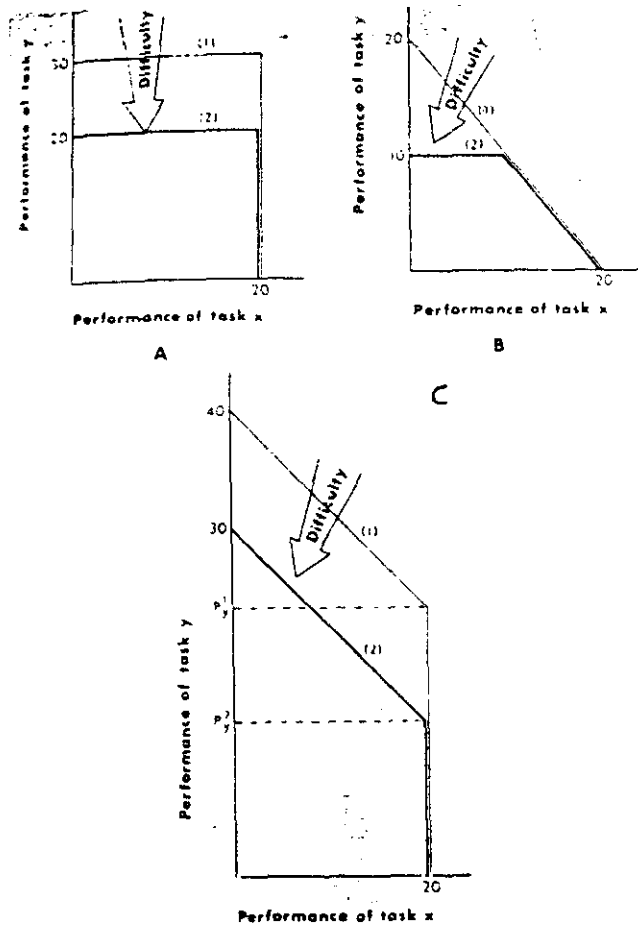 Performance of task y
(1)
Difficulty
(2)
20
20
Performance of task x
A
Performance of task y
20
Difficulty
(1)
(2)
10
20
Performance of task x
B
C
40
Difficulty
30
(1)
(2)
Performance of task y
20
Performance of task x